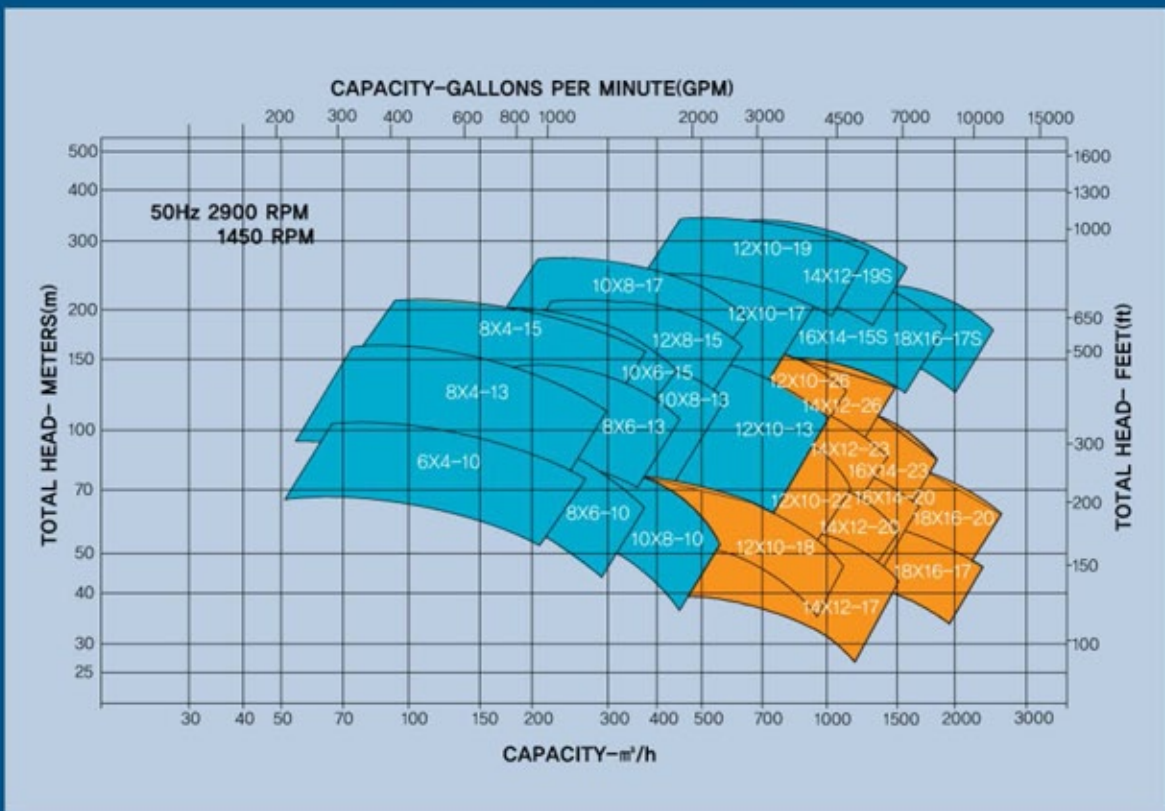 CAPACITY-GALLONS PER MINUTE(GPM)
200 300 400 600 800 1000 2000 3000 4500 7000 10000 15000
500
400
300
200
150
100
70
50
40
30
25
TOTAL HEAD- METERS(m)
1600
1300
1000
650
500
300
200
150
100
TOTAL HEAD- FEET(ft)
50Hz 2900 RPM
1450 RPM
12X10-19
14X12-19S
10X8-17
12X10-17
8X4-15
12X8-15
16X14-15S
18X16-17S
10X6-15
12X10-26
8X4-13
10X8-13
14X12-26
8X6-13
12X10-13
14X12-23
6X4-10
16X14-23
12X10-22
16X14-20
8X6-10
14X12-20
18X16-20
10X8-10
12X10-18
18X16-17
14X12-17
30 40 50 70 100 150 200 300 400 500 700 1000 1500 2000 3000
CAPACITY-㎥/h